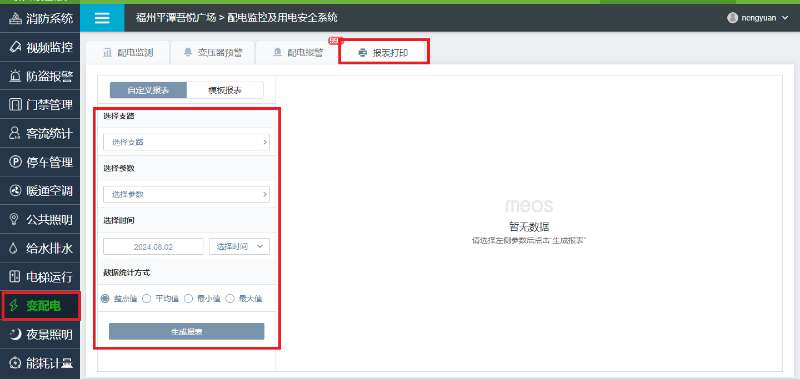 消防系统
视频监控
防盗报警
门禁管理
客流统计
停车管理
暖通空调
公共照明
给水排水
电梯运行
变配电
夜景照明
能耗计量
福州平潭吾悦广场 > 配电监控及用电安全系统
nengyuan
配电监测
变压器预警
配电报警
99+
报表打印
自定义报表
模板报表
选择支路
选择支路
选择参数
选择参数
选择时间
2024.06.02
选择时间
数据统计方式
整点值
平均值
最小值
最大值
生成报表
meos
暂无数据
请选择左侧参数后点击"生成报表"